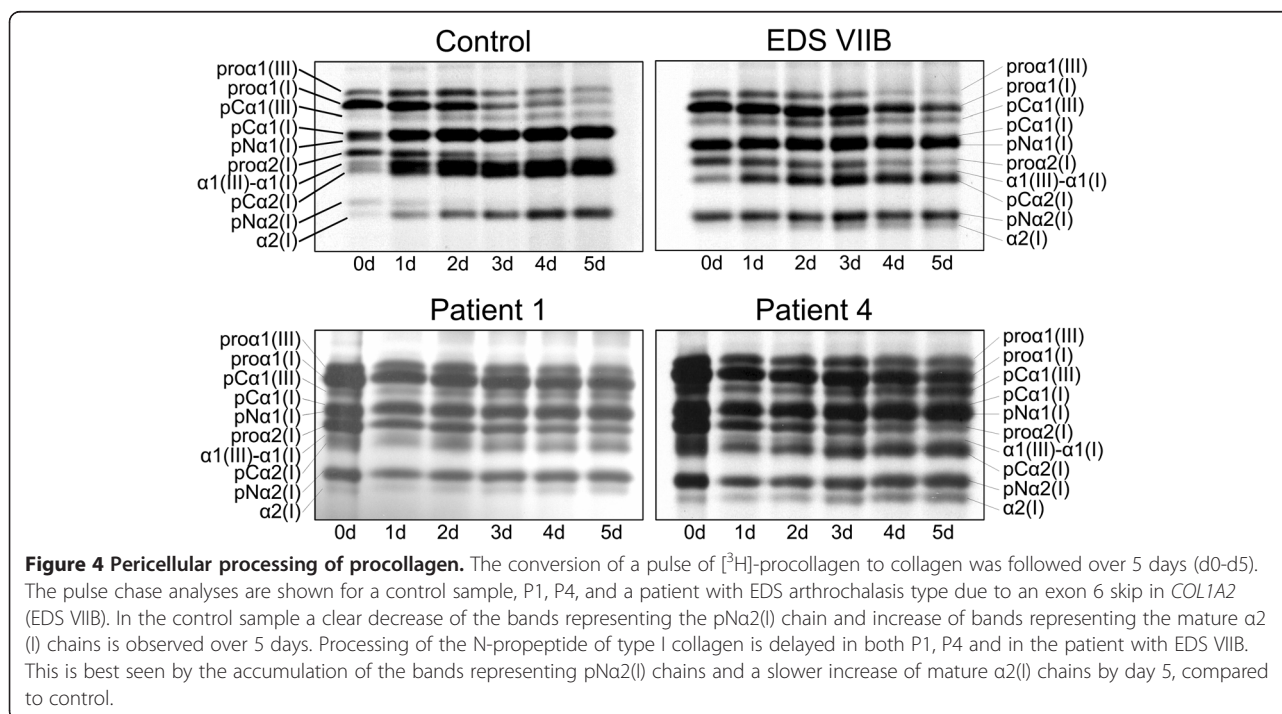 Control
EDS VIIB
proα1(III)
proα1(I)
pCα1(III)
pCα1(I)
pNα1(I)
proα2(I)
α1(III)-α1(I)
pCα2(I)
pNα2(I)
α2(I)
proα1(III)
proα1(I)
pCα1(III)
pCα1(I)
pNα1(I)
proα2(I)
α1(III)-α1(I)
pCα2(I)
pNα2(I)
α2(I)
0d 1d 2d 3d 4d 5d
0d 1d 2d 3d 4d 5d
Patient 1
Patient 4
proα1(III)
proα1(I)
pCα1(III)
pCα1(I)
pNα1(I)
proα2(I)
α1(III)-α1(I)
pCα2(I)
pNα2(I)
α2(I)
proα1(III)
proα1(I)
pCα1(III)
pCα1(I)
pNα1(I)
proα2(I)
α1(III)-α1(I)
pCα2(I)
pNα2(I)
α2(I)
0d 1d 2d 3d 4d 5d
0d 1d 2d 3d 4d 5d
Figure 4 Pericellular processing of procollagen. The conversion of a pulse of [³H]-procollagen to collagen was followed over 5 days (d0-d5).
The pulse chase analyses are shown for a control sample, P1, P4, and a patient with EDS arthrochalasis type due to an exon 6 skip in COL1A2
(EDS VIIB). In the control sample a clear decrease of the bands representing the pNα2(I) chain and increase of bands representing the mature α2
(I) chains is observed over 5 days. Processing of the N-propeptide of type I collagen is delayed in both P1, P4 and in the patient with EDS VIIB.
This is best seen by the accumulation of the bands representing pNα2(I) chains and a slower increase of mature α2(I) chains by day 5, compared
to control.